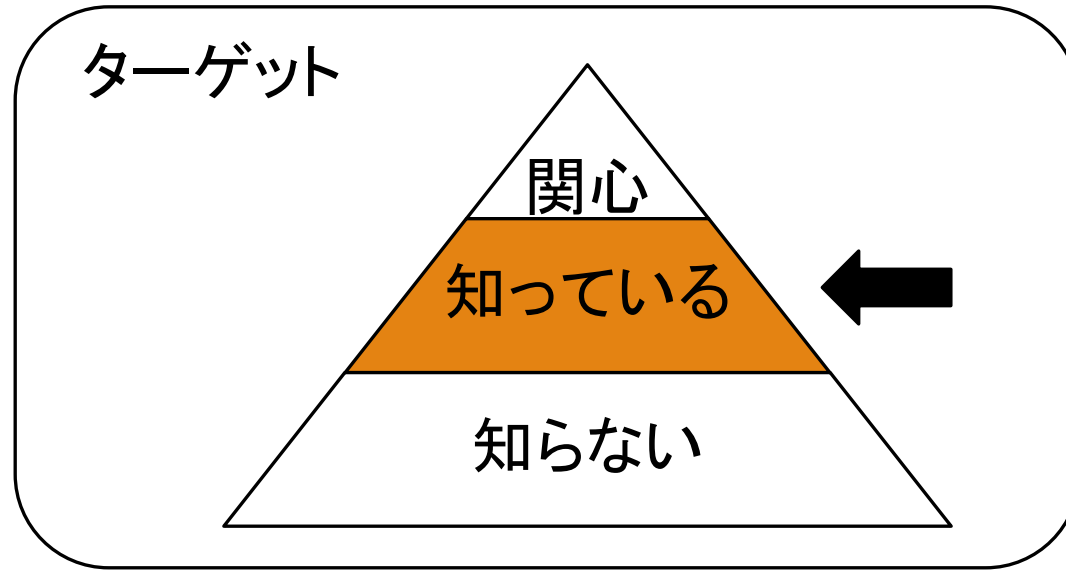 ターゲット
関心
知っている
知らない